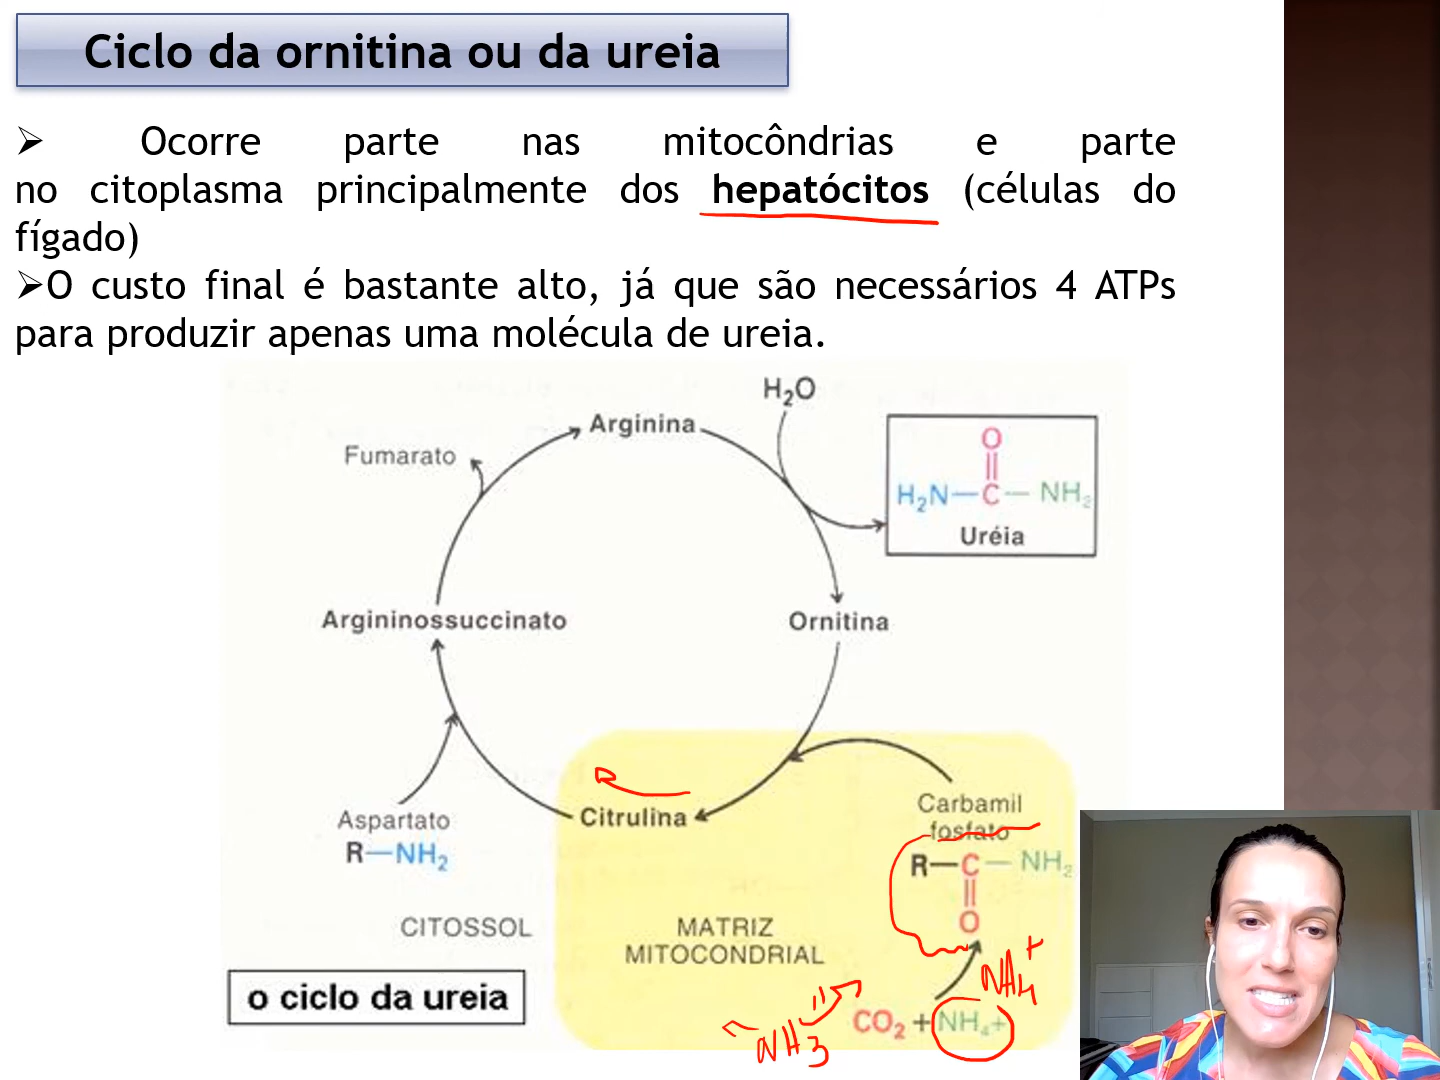 Ciclo da ornitina ou da ureia
➢ Ocorre parte nas mitocôndrias e parte
no citoplasma principalmente dos hepatócitos (células do
fígado)
➢O custo final é bastante alto, já que são necessários 4 ATPs
para produzir apenas uma molécula de ureia.
H₂O
Arginina
Fumarato
O
H₂N—C—NH₂
Uréia
Argininossuccinato
Ornitina
Carbamil
fosfato
Citrulina
Aspartato
R—NH₂
R—C—NH₂
O
CITOSSOL
MATRIZ
MITOCONDRIAL
NH₄⁺
o ciclo da ureia
CO₂ + NH₄+
NH₃